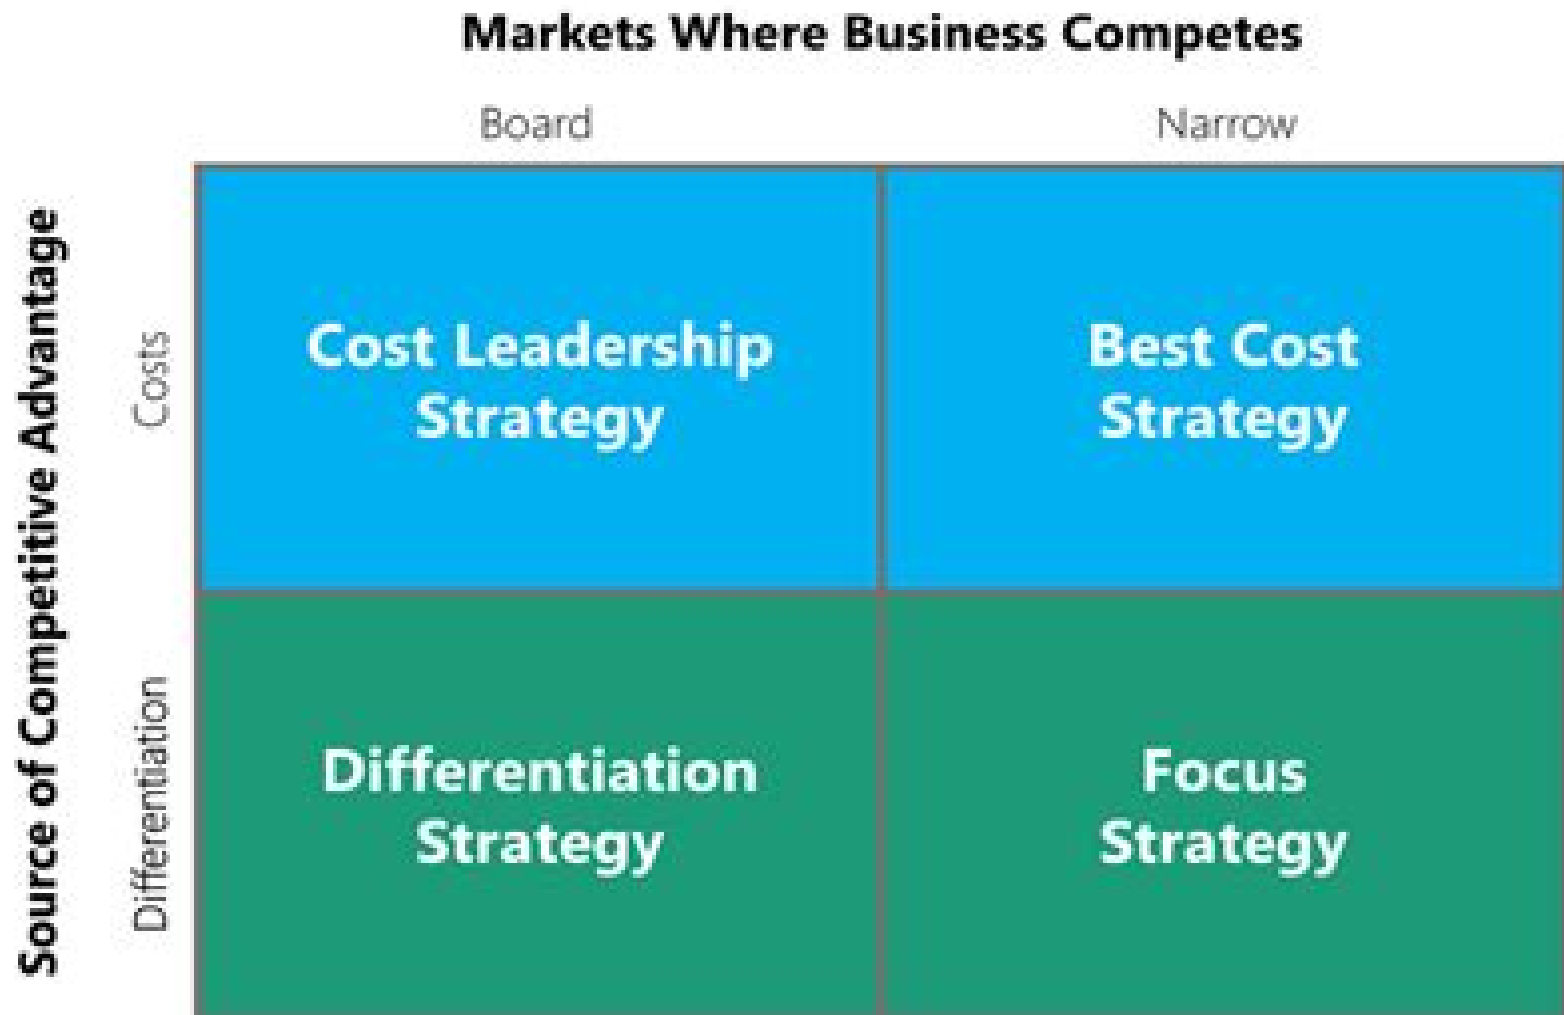 Markets Where Business Competes
Board
Narrow
Source of Competitive Advantage
Costs
Cost Leadership
Strategy
Best Cost
Strategy
Differentiation
Differentiation
Strategy
Focus
Strategy